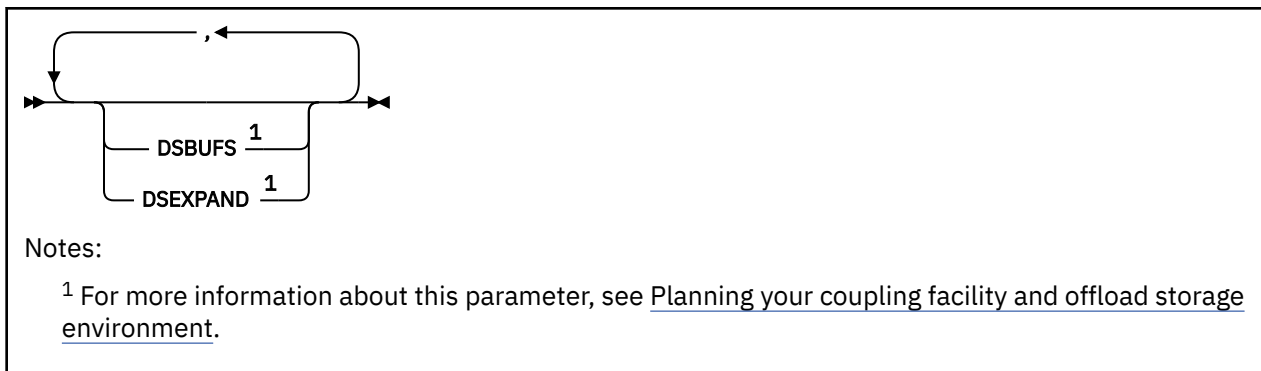 ,
DSBUFS 1
DSEXPAND 1
Notes:
1 For more information about this parameter, see Planning your coupling facility and offload storage
environment.